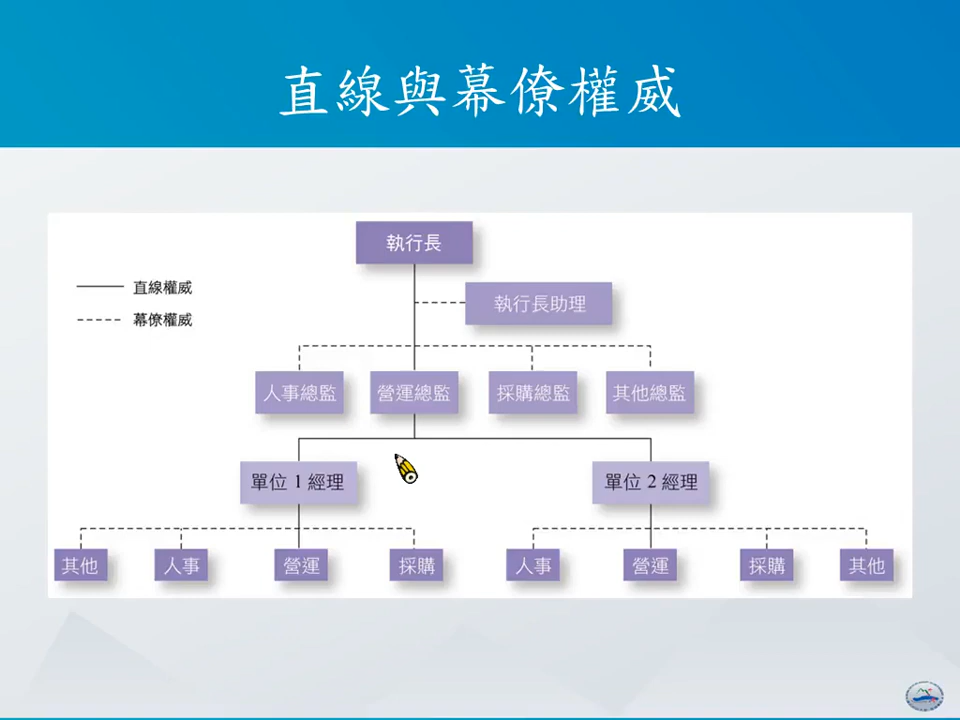 直線與幕僚權威
執行長
直線權威
執行長助理
幕僚權威
人事總監 營運總監 採購總監 其他總監
單位 1 經理 單位 2 經理
其他 人事 營運 採購 人事 營運 採購 其他